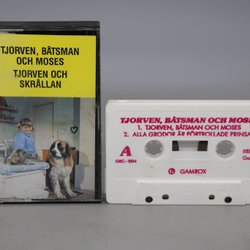 TJORVEN, BÅTSMAN
OCH MOSES
TJORVEN OCH
SKRÅLLAN
TJORVEN, BÅTSMAN OCH MOSES
1. TJORVEN, BÅTSMAN OCH MOSES
2. ALLA GRODOR ÄR FÖRTROLLADE PRINSAR
A
GAMBOX